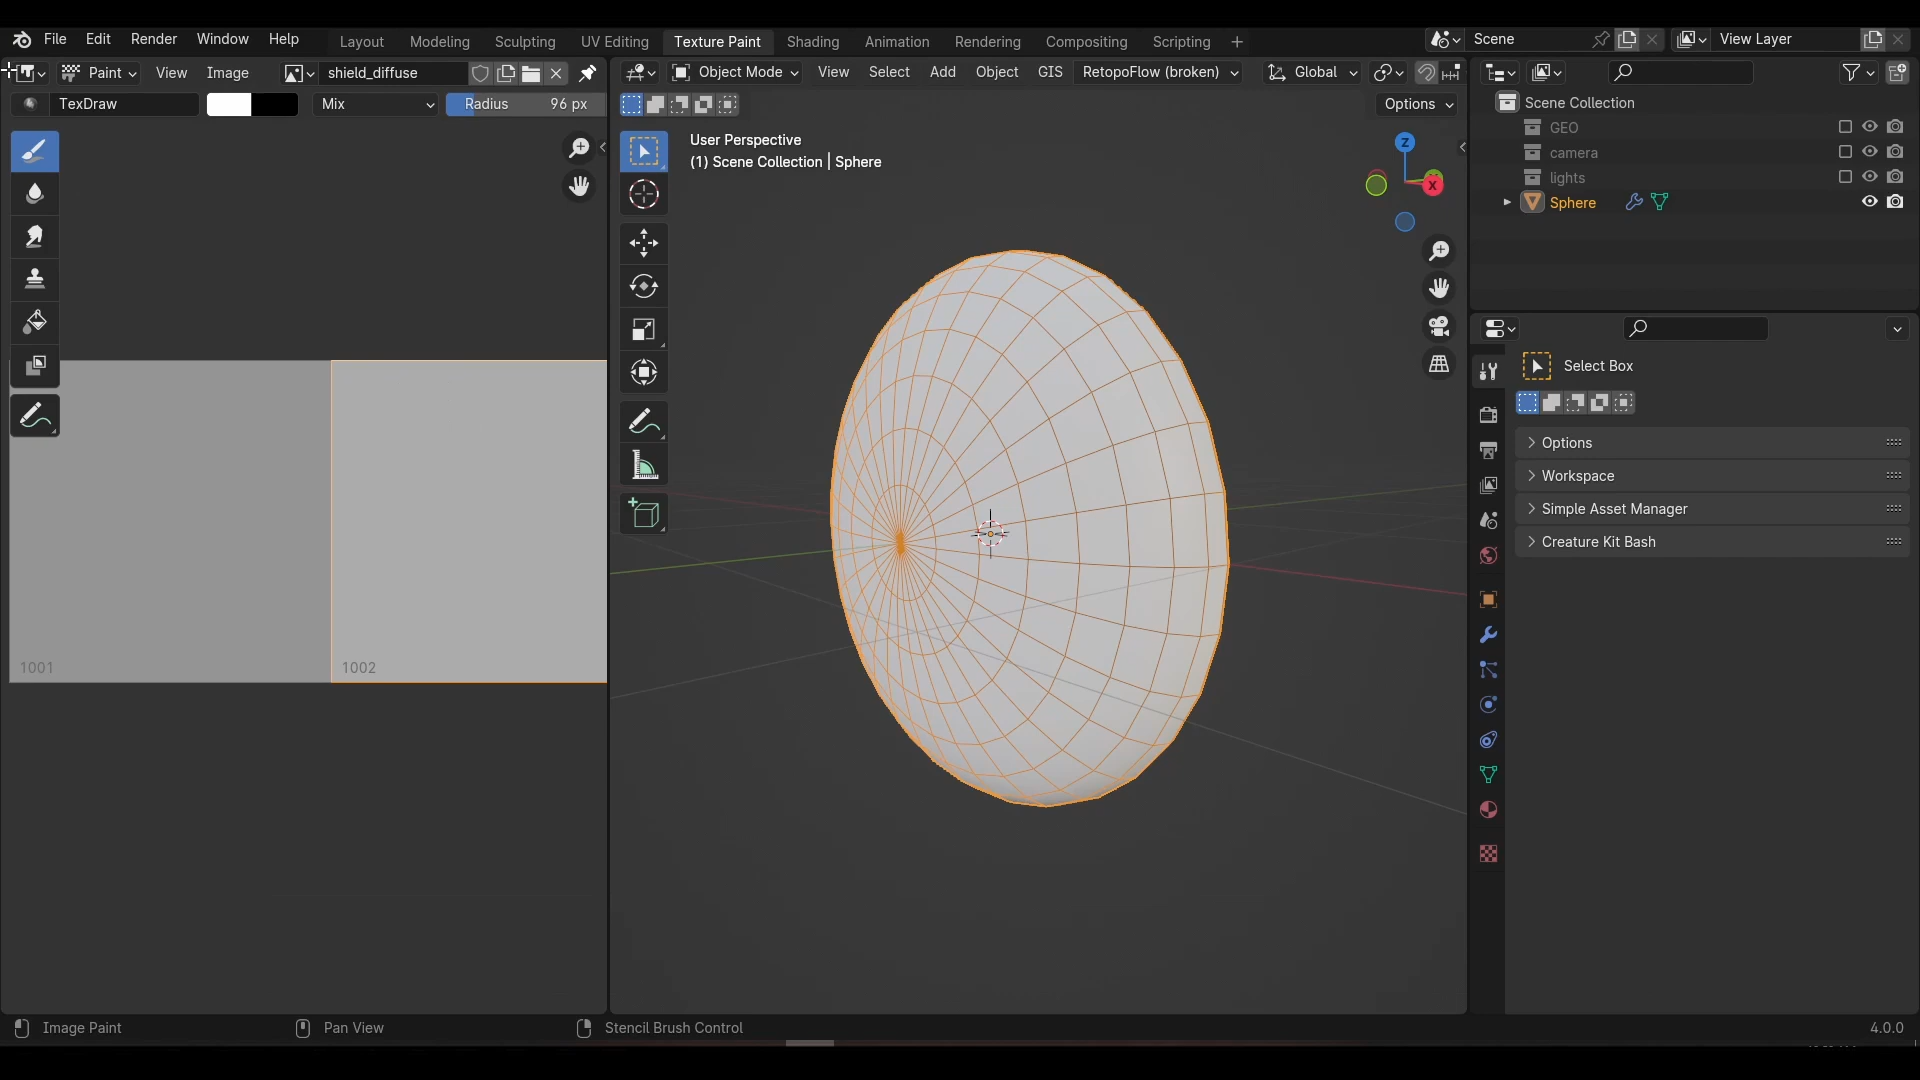 File Edit Render Window Help
Layout Modeling Sculpting UV Editing Texture Paint Shading Animation Rendering Compositing Scripting
Scene
View Layer
Paint View Image shield_diffuse
Object Mode View Select Add Object GIS RetopoFlow (broken) Global
TexDraw Mix Radius 96 px
Options
User Perspective
(1) Scene Collection | Sphere
Z
X
1001
1002
Scene Collection
GEO
camera
lights
Sphere
Select Box
Options
Workspace
Simple Asset Manager
Creature Kit Bash
Image Paint
Pan View
Stencil Brush Control
4.0.0